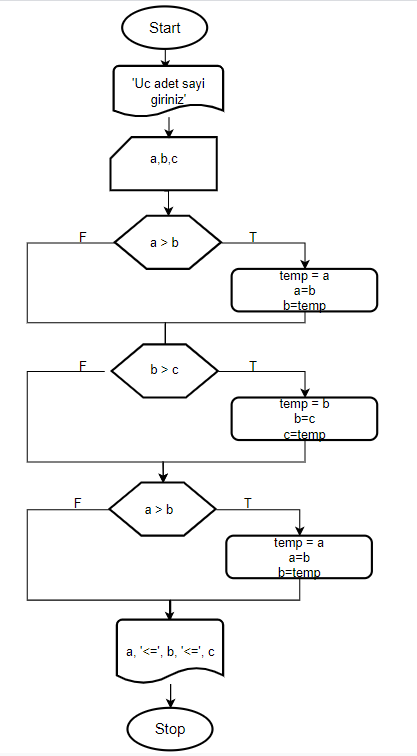 Start
'Uc adet sayi
giriniz'
a,b,c
F
a > b
T
temp = a
a=b
b=temp
F
b > c
T
temp = b
b=c
c=temp
F
a > b
T
temp = a
a=b
b=temp
a, '<=', b, '<=', c
Stop